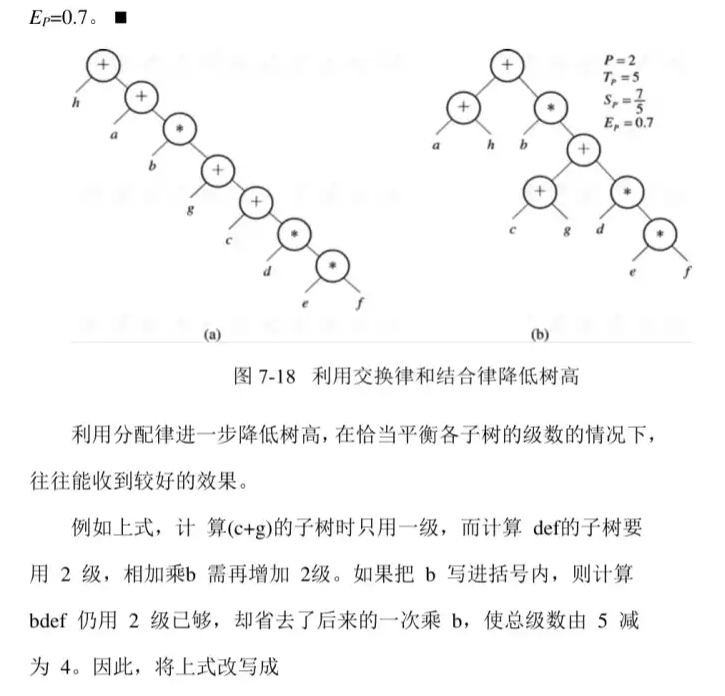 E_P=0.7。 ■
+
h
+
a
*
b
+
g
+
c
*
d
*
e f
(a)
+
P=2
T_P=5
S_P=7/5
E_P=0.7
+ *
a h b
+
+ *
c g d
*
e f
(b)
图 7-18 利用交换律和结合律降低树高
利用分配律进一步降低树高，在恰当平衡各子树的级数的情况下，
往往能收到较好的效果。
例如上式，计 算(c+g)的子树时只用一级，而计算 def的子树要
用 2 级，相加乘b 需再增加 2级。如果把 b 写进括号内，则计算
bdef 仍用 2 级已够，却省去了后来的一次乘 b，使总级数由 5 减
为 4。因此，将上式改写成